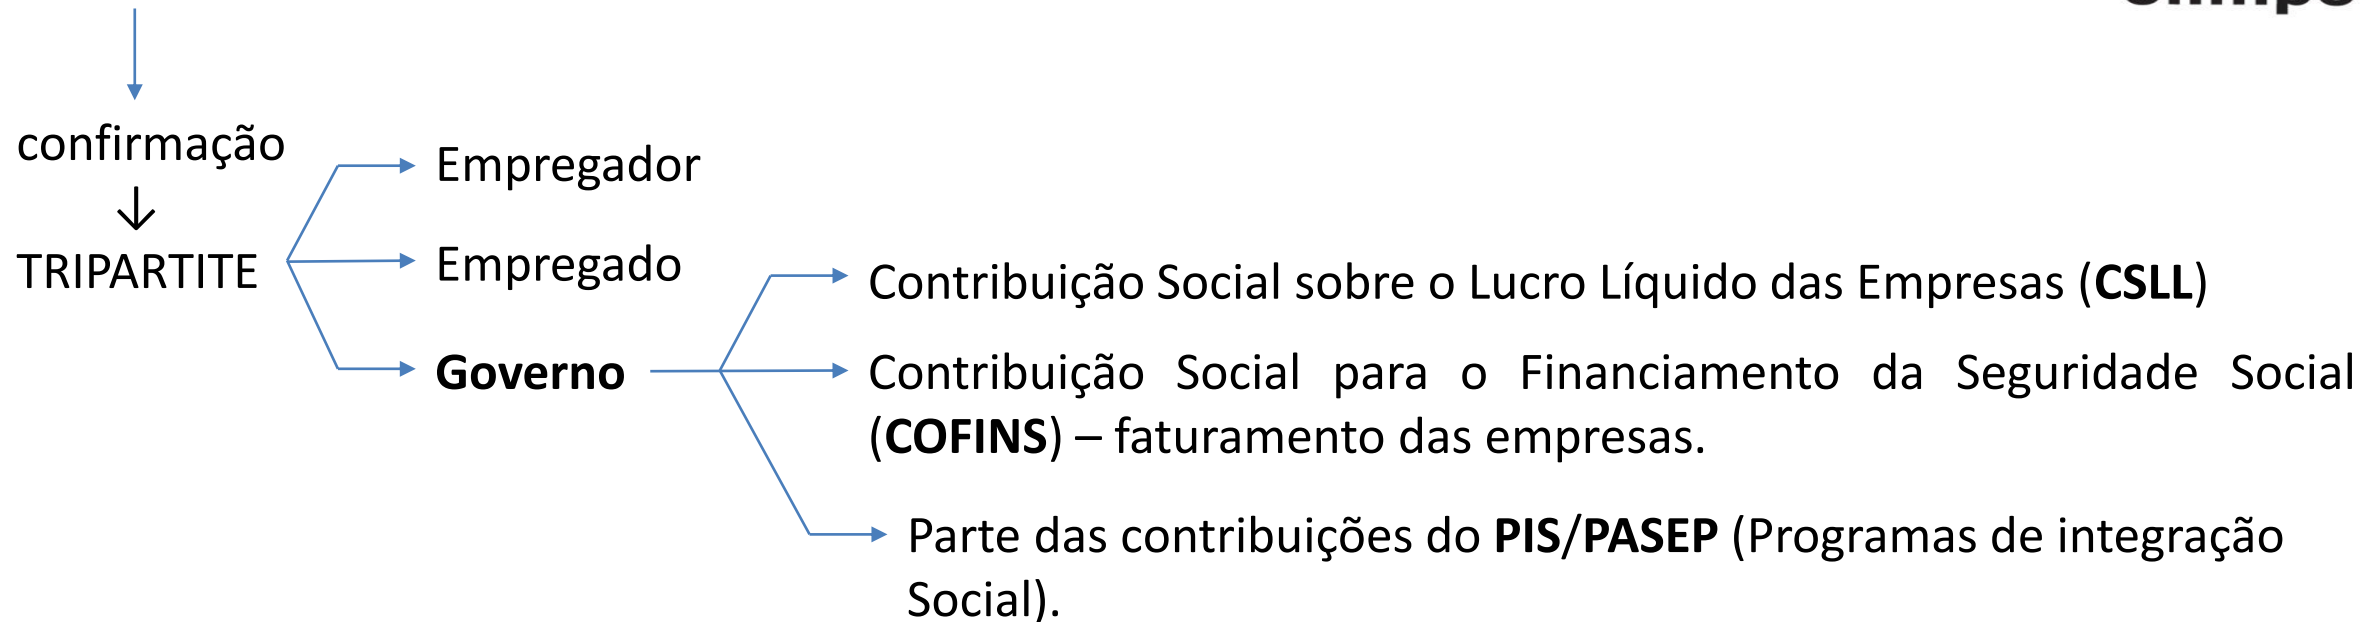 confirmação
↓
TRIPARTITE
Empregador
Empregado
Governo
Contribuição Social sobre o Lucro Líquido das Empresas (CSLL)
Contribuição Social para o Financiamento da Seguridade Social
(COFINS) – faturamento das empresas.
Parte das contribuições do PIS/PASEP (Programas de integração
Social).